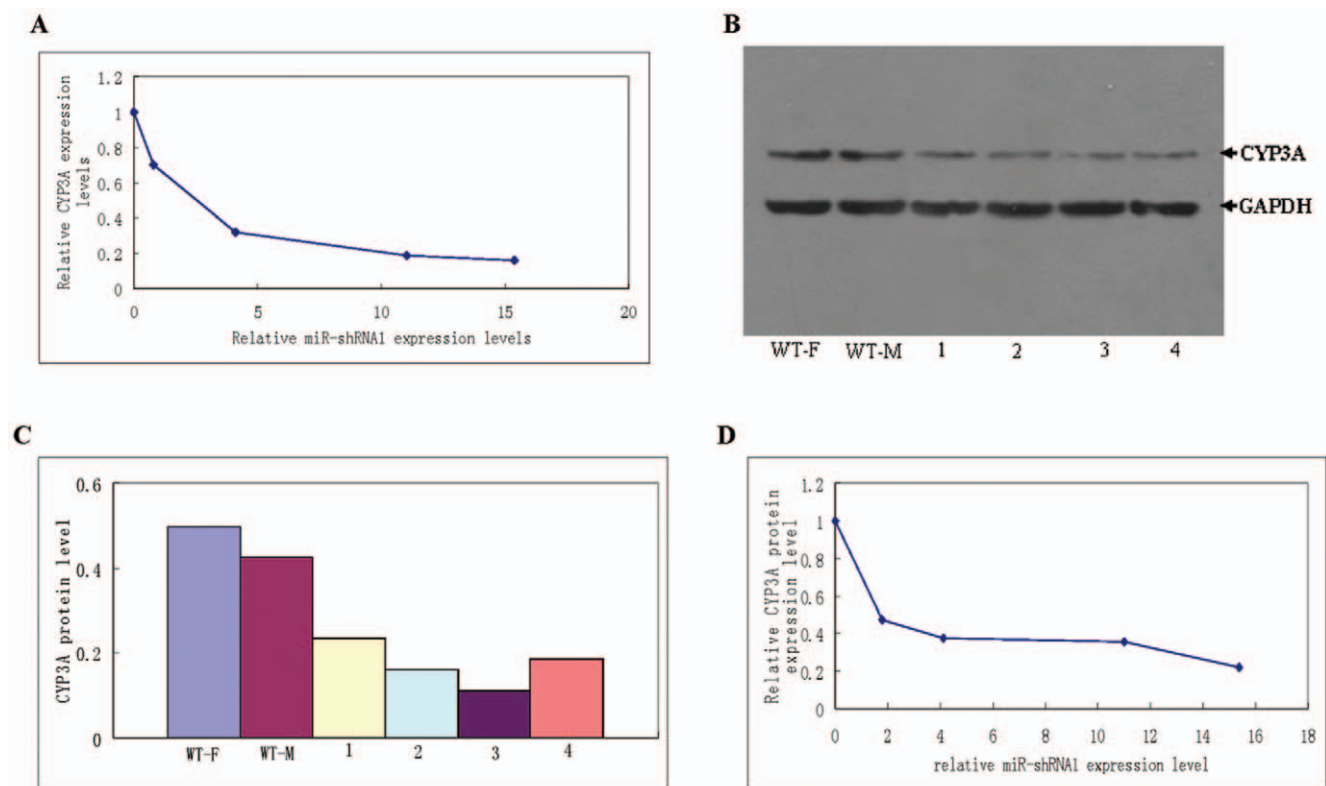 A
Relative CYP3A expression
levels
1.2
1
0.8
0.6
0.4
0.2
0
0
5
10
15
20
Relative miR-shRNA1 expression levels
B
CYP3A
GAPDH
WT-F
WT-M
1
2
3
4
C
CYP3A protein level
0.6
0.4
0.2
0
WT-F
WT-M
1
2
3
4
D
Relative CYP3A protein
expression level
1.2
1
0.8
0.6
0.4
0.2
0
0
2
4
6
8
10
12
14
16
18
relative miR-shRNA1 expression level